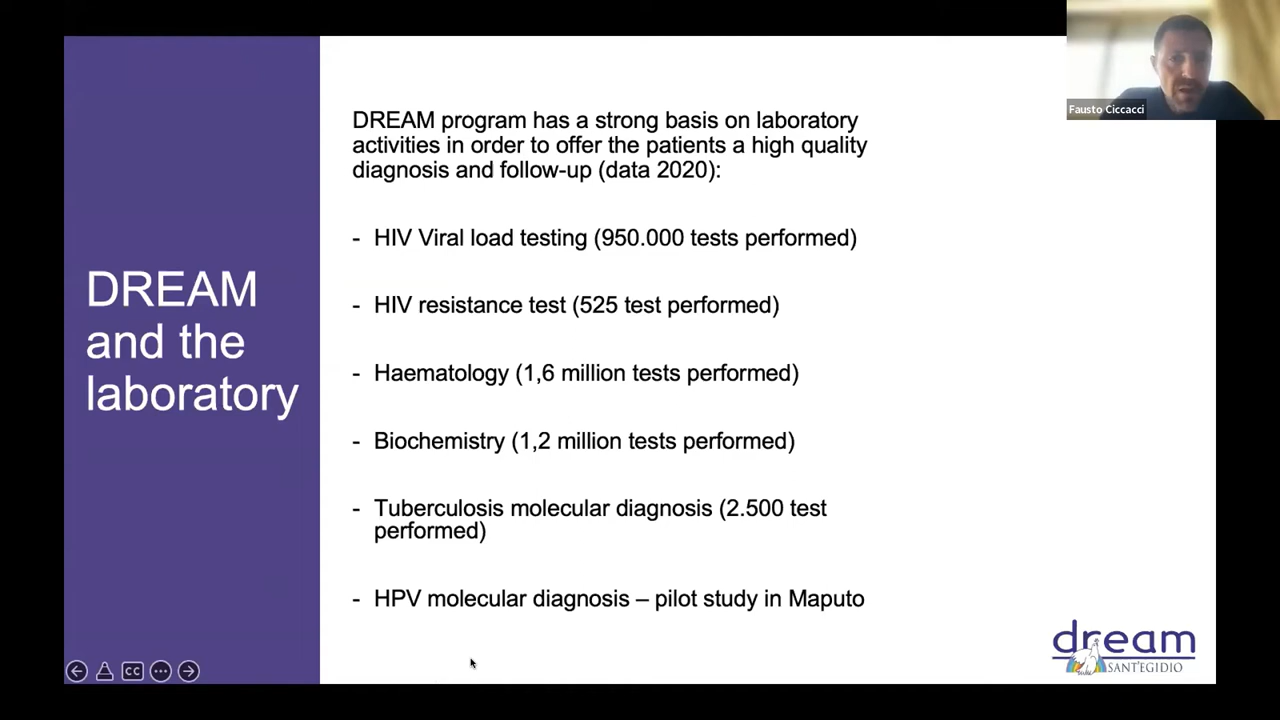 Fausto Ciccacci
DREAM
and the
laboratory
DREAM program has a strong basis on laboratory
activities in order to offer the patients a high quality
diagnosis and follow-up (data 2020):
- HIV Viral load testing (950.000 tests performed)
- HIV resistance test (525 test performed)
- Haematology (1,6 million tests performed)
- Biochemistry (1,2 million tests performed)
- Tuberculosis molecular diagnosis (2.500 test
performed)
- HPV molecular diagnosis – pilot study in Maputo
dream
SANT'EGIDIO
CC